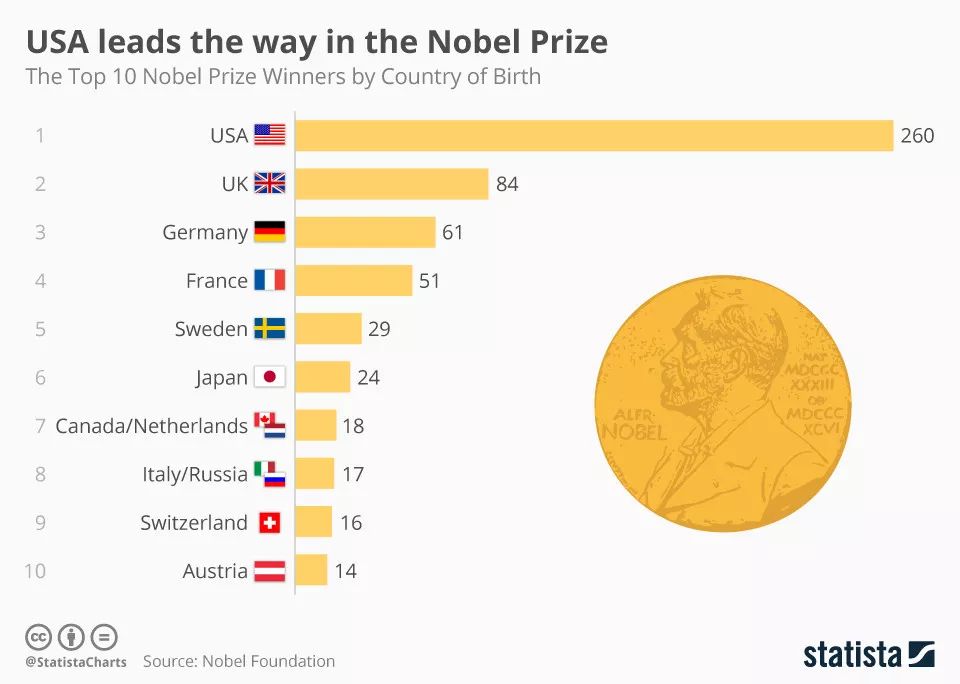 USA leads the way in the Nobel Prize
The Top 10 Nobel Prize Winners by Country of Birth
1 USA 260
2 UK 84
3 Germany 61
4 France 51
5 Sweden 29
6 Japan 24
7 Canada/Netherlands 18
8 Italy/Russia 17
9 Switzerland 16
10 Austria 14
ALFR.
NOBEL
NAT.
MDCCC
XXXIII
OB.
MDCCC
XCVI
cc
@StatistaCharts Source: Nobel Foundation
statista